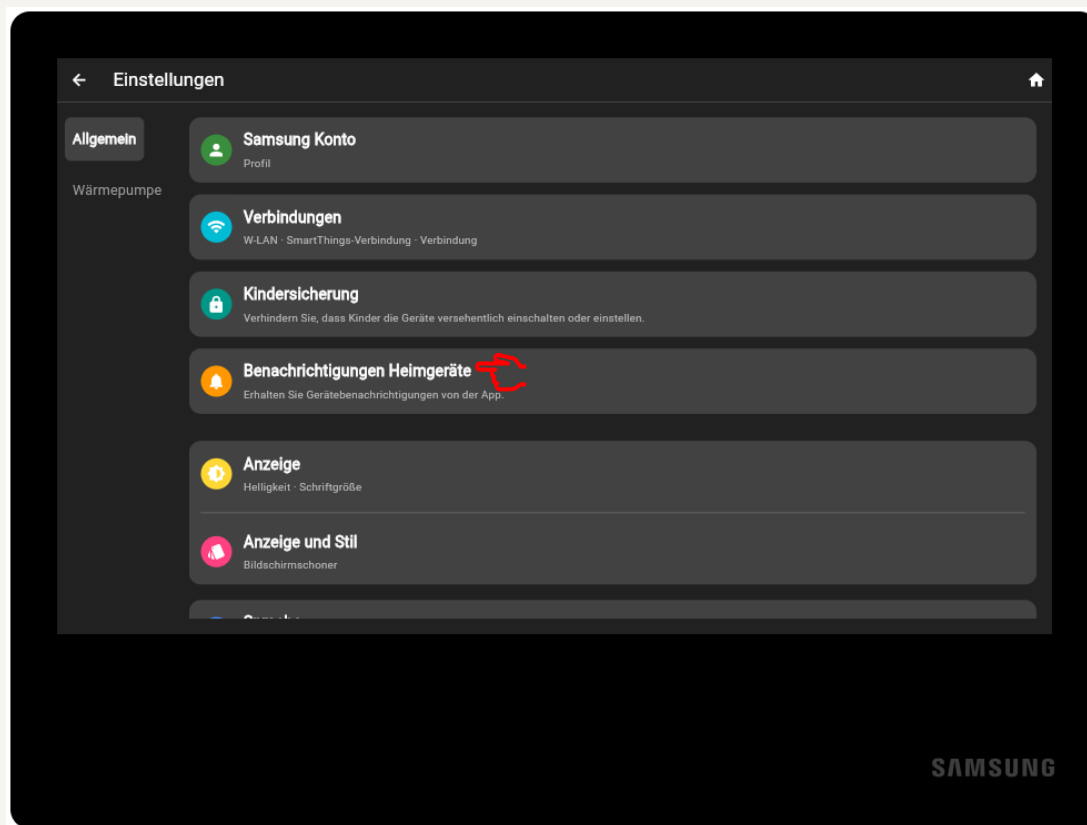 Einstellungen
Allgemein
Wärmepumpe
Samsung Konto
Profil
Verbindungen
W-LAN · SmartThings-Verbindung · Verbindung
Kindersicherung
Verhindern Sie, dass Kinder die Geräte versehentlich einschalten oder einstellen.
Benachrichtigungen Heimgeräte
Erhalten Sie Gerätebenachrichtigungen von der App.
Anzeige
Helligkeit · Schriftgröße
Anzeige und Stil
Bildschirmschoner
SAMSUNG